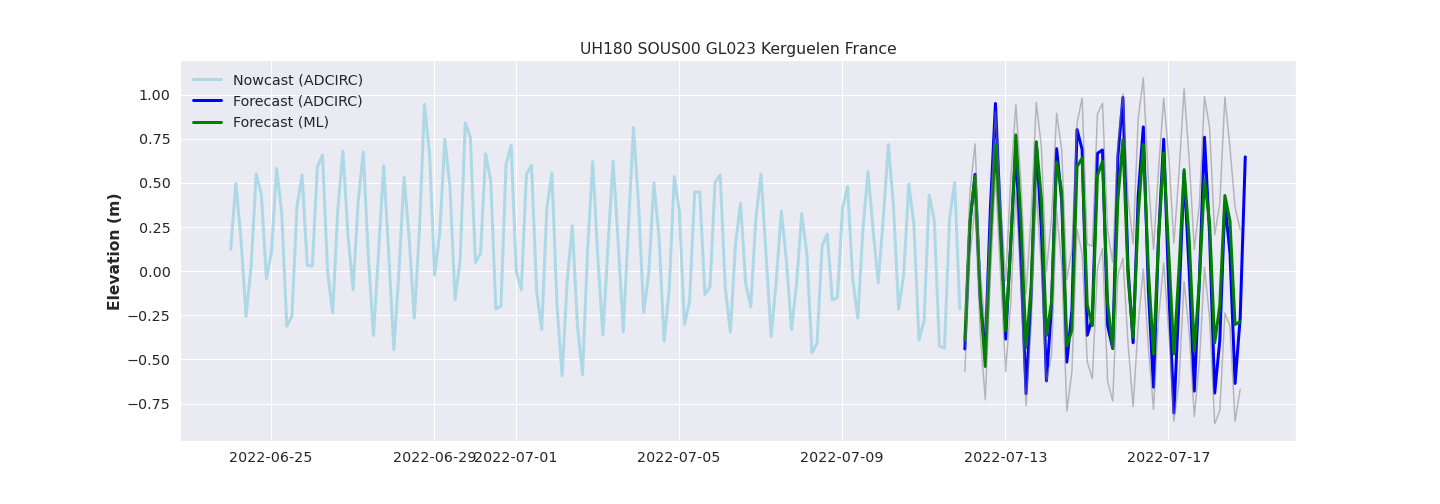 UH180 SOUS00 GL023 Kerguelen France
Nowcast (ADCIRC)
Forecast (ADCIRC)
Forecast (ML)
Elevation (m)
1.00
0.75
0.50
0.25
0.00
−0.25
−0.50
−0.75
2022-06-25 2022-06-29 2022-07-01 2022-07-05 2022-07-09 2022-07-13 2022-07-17